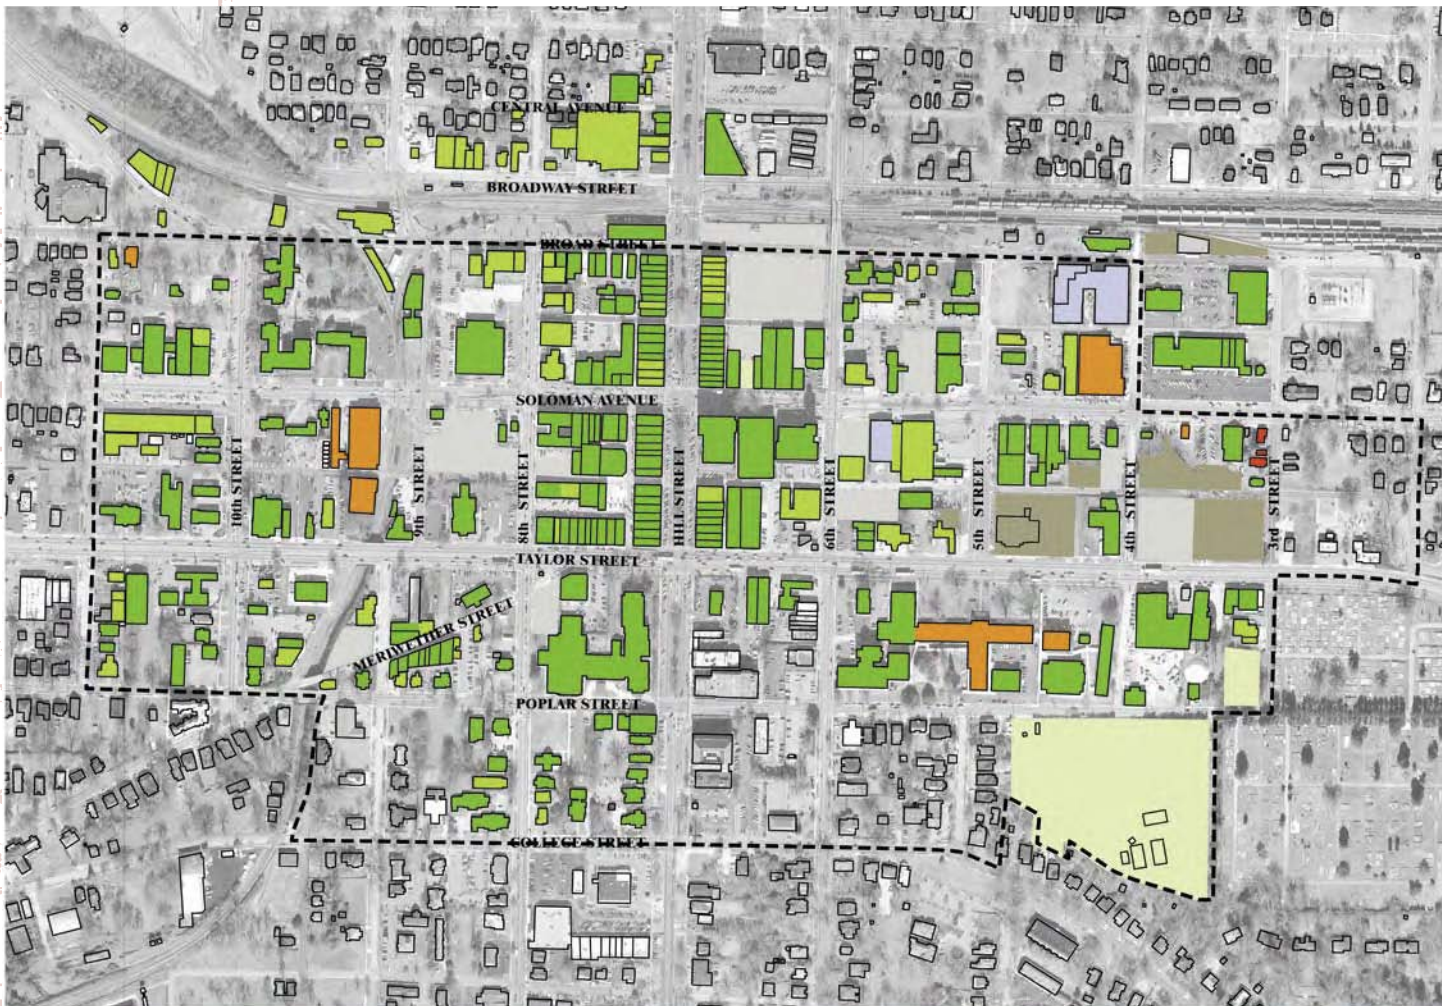 CENTRAL AVENUE
BROADWAY STREET
BROAD STREET
SOLOMAN AVENUE
10th STREET
9th STREET
8th STREET
HILL STREET
6th STREET
5th STREET
4th STREET
3rd STREET
TAYLOR STREET
MERIWETHER STREET
POPLAR STREET
COLLEGE STREET